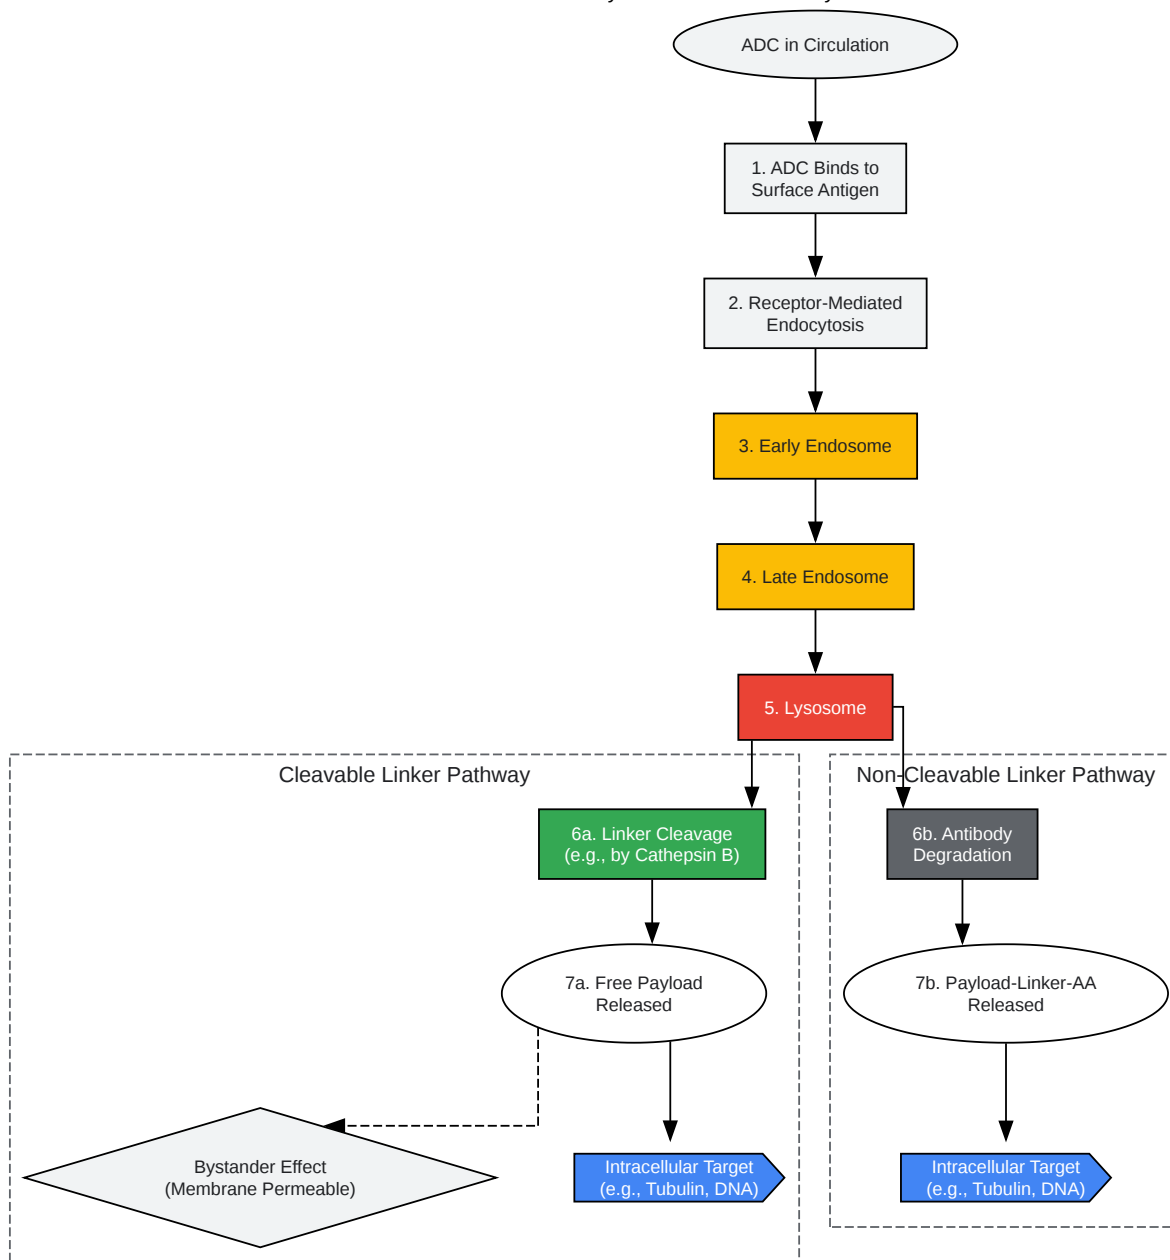 ADC in Circulation
1. ADC Binds to
Surface Antigen
2. Receptor-Mediated
Endocytosis
3. Early Endosome
4. Late Endosome
5. Lysosome
Cleavable Linker Pathway
Non-Cleavable Linker Pathway
6a. Linker Cleavage
(e.g., by Cathepsin B)
6b. Antibody
Degradation
7a. Free Payload
Released
7b. Payload-Linker-AA
Released
Bystander Effect
(Membrane Permeable)
Intracellular Target
(e.g., Tubulin, DNA)
Intracellular Target
(e.g., Tubulin, DNA)